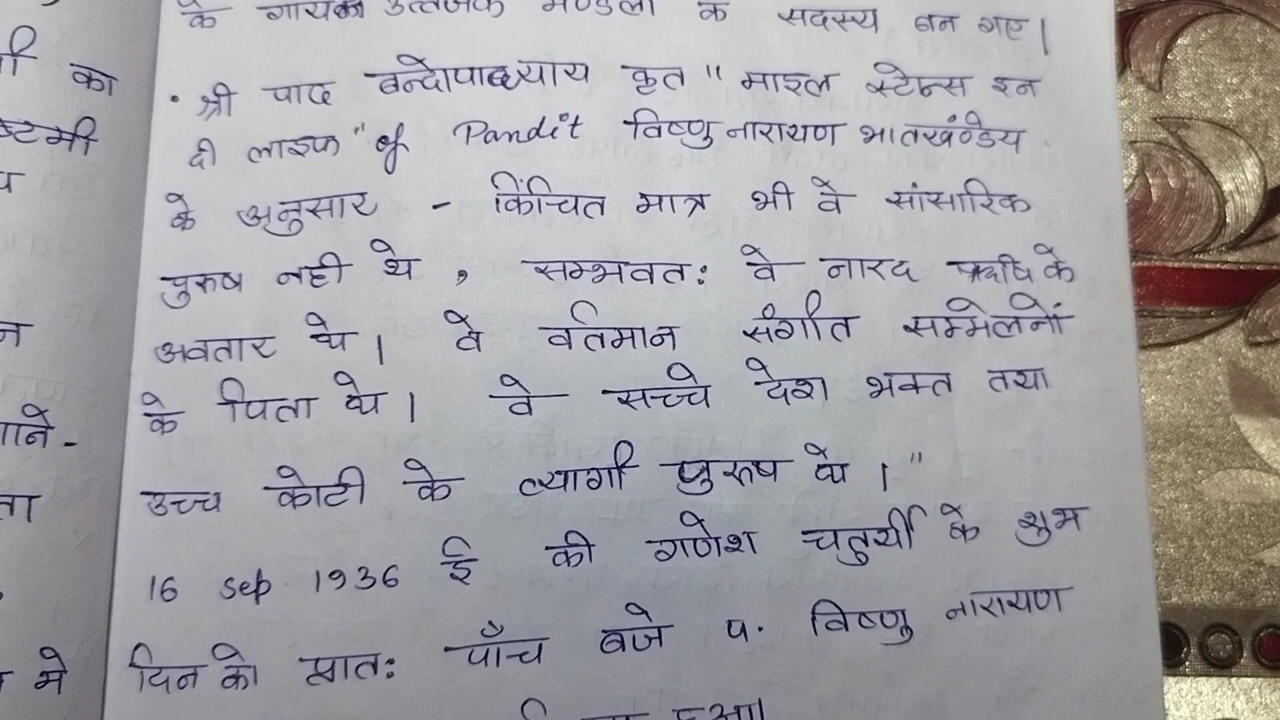 के गायक उत्तेजक मण्डली के सदस्य बन गए।
• श्री पाद बन्दोपाध्याय कृत " माइल स्टेन्स इन
दी लाइफ " of Pandit विष्णु नारायण भातखंण्डेय
के अनुसार - किंचित मात्र भी वे सांसारिक
पुरुष नही थे , सम्भवतः वे नारद ऋषि के
अवतार थे। वे वर्तमान संगीत सम्मेलनों
के पिता थे। वे सच्चे देश भक्त तथा
उच्च कोटी के त्यागी पुरुष थे।"
16 Sep 1936 ई की गणेश चतुर्थी के शुभ
दिन को प्रातः पाँच बजे प. विष्णु नारायण
हुआ।
का
ष्टमी
न
गाने-
ता
मे